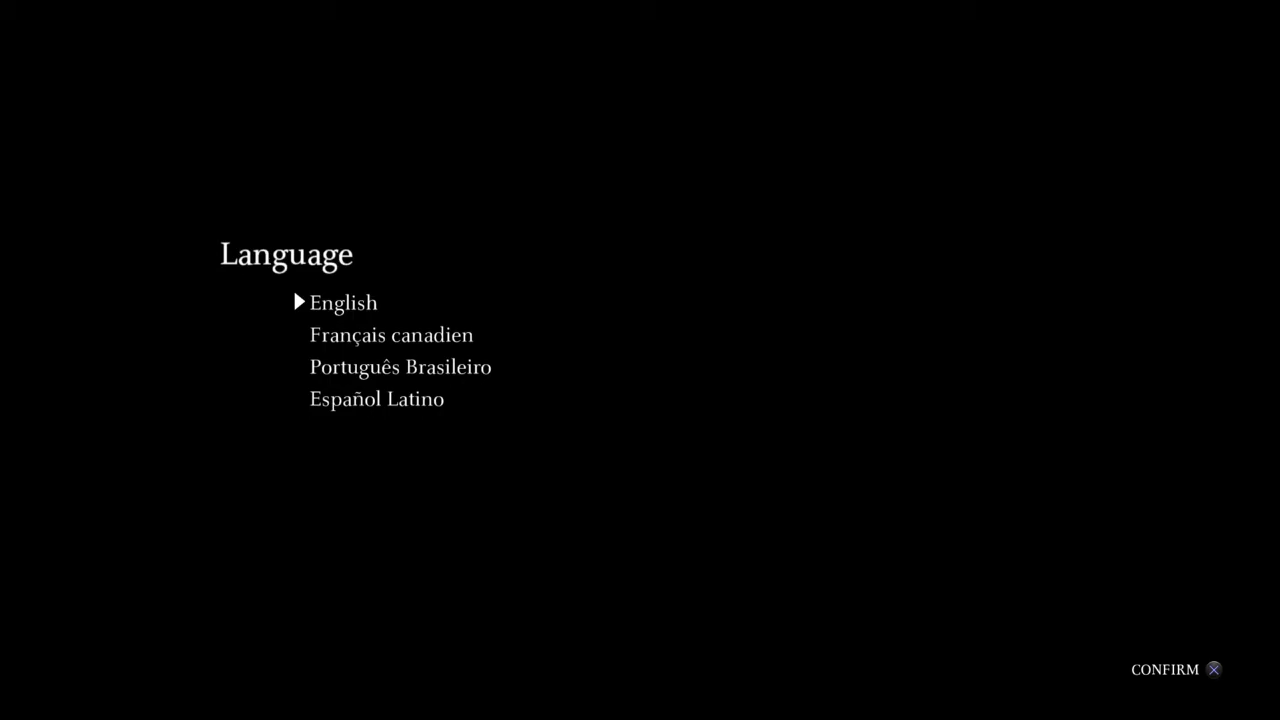 Language
English
Français canadien
Português Brasileiro
Español Latino
CONFIRM